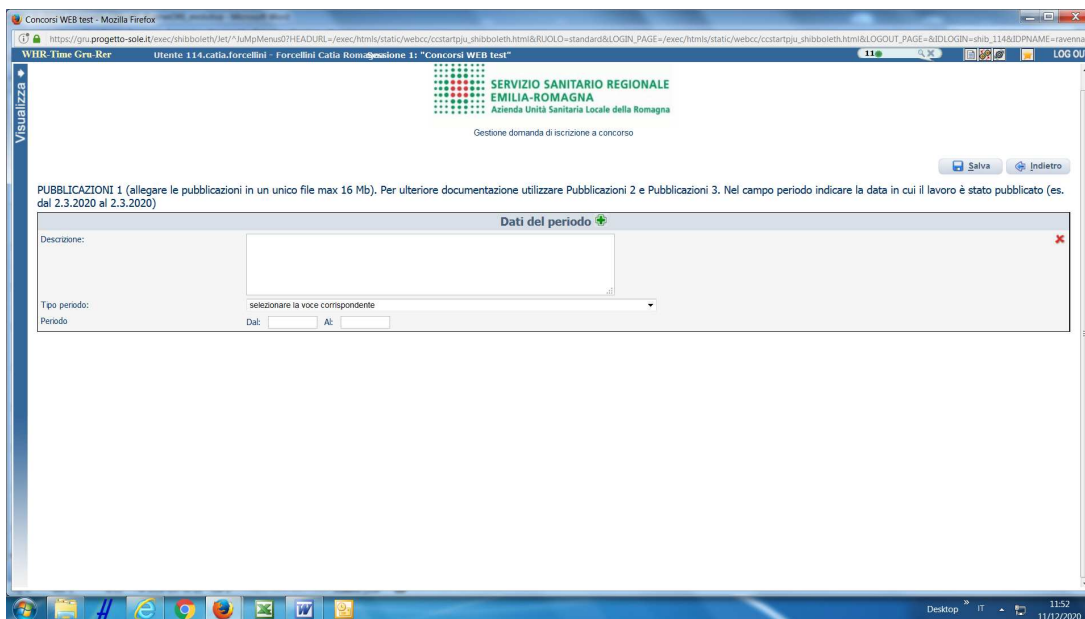 Concorsi WEB test - Mozilla Firefox
https://gru.progetto-sole.it/exec/shibboleth/Jet/^JuMpMenus0?HEADURL=/exec/htmls/static/webcc/ccstartpju_shibboleth.html&RUOLO=standard&LOGIN_PAGE=/exec/htmls/static/webcc/ccstartpju_shibboleth.html&LOGOUT_PAGE=&IDLOGIN=shib_114&IDPNAME=ravenna
WHR-Time Gru-Rer Utente 114.catia.forcellini - Forcellini Catia Sessione 1: "Concorsi WEB test" 110 LOG OU
Visualizza
SERVIZIO SANITARIO REGIONALE
EMILIA-ROMAGNA
Azienda Unità Sanitaria Locale della Romagna
Gestione domanda di iscrizione a concorso
Salva Indietro
PUBBLICAZIONI 1 (allegare le pubblicazioni in un unico file max 16 Mb). Per ulteriore documentazione utilizzare Pubblicazioni 2 e Pubblicazioni 3. Nel campo periodo indicare la data in cui il lavoro è stato pubblicato (es.
dal 2.3.2020 al 2.3.2020)
Dati del periodo
Descrizione:
Tipo periodo: selezionare la voce corrispondente
Periodo Dal: Al:
Desktop IT 11:52
11/12/2020